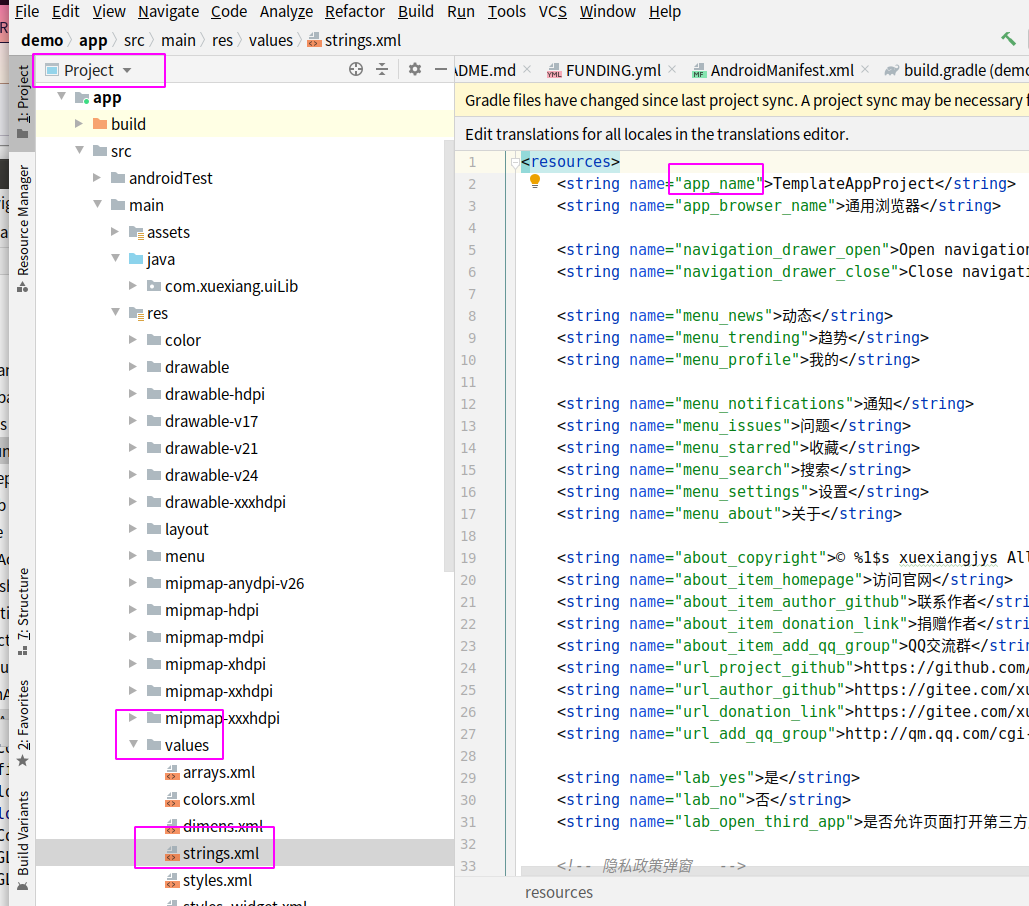 File Edit View Navigate Code Analyze Refactor Build Run Tools VCS Window Help
demo app src main res values strings.xml
Project
ADME.md FUNDING.yml AndroidManifest.xml build.gradle (demo
1: Project
Resource Manager
7: Structure
2: Favorites
Build Variants
app
build
src
androidTest
main
assets
java
com.xuexiang.uiLib
res
color
drawable
drawable-hdpi
drawable-v17
drawable-v21
drawable-v24
drawable-xxxhdpi
layout
menu
mipmap-anydpi-v26
mipmap-hdpi
mipmap-mdpi
mipmap-xhdpi
mipmap-xxhdpi
mipmap-xxxhdpi
values
arrays.xml
colors.xml
dimens.xml
strings.xml
styles.xml
styles_widget.xml
Gradle files have changed since last project sync. A project sync may be necessary f
Edit translations for all locales in the translations editor.
1 <resources>
2 <string name="app_name">TemplateAppProject</string>
3 <string name="app_browser_name">通用浏览器</string>
4
5 <string name="navigation_drawer_open">Open navigation
6 <string name="navigation_drawer_close">Close navigati
7
8 <string name="menu_news">动态</string>
9 <string name="menu_trending">趋势</string>
10 <string name="menu_profile">我的</string>
11
12 <string name="menu_notifications">通知</string>
13 <string name="menu_issues">问题</string>
14 <string name="menu_starred">收藏</string>
15 <string name="menu_search">搜索</string>
16 <string name="menu_settings">设置</string>
17 <string name="menu_about">关于</string>
18
19 <string name="about_copyright">© %1$s xuexiangjys All
20 <string name="about_item_homepage">访问官网</string>
21 <string name="about_item_author_github">联系作者</stri
22 <string name="about_item_donation_link">捐赠作者</stri
23 <string name="about_item_add_qq_group">QQ交流群</strin
24 <string name="url_project_github">https://github.com/
25 <string name="url_author_github">https://gitee.com/xu
26 <string name="url_donation_link">https://gitee.com/xu
27 <string name="url_add_qq_group">http://qm.qq.com/cgi-
28
29 <string name="lab_yes">是</string>
30 <string name="lab_no">否</string>
31 <string name="lab_open_third_app">是否允许页面打开第三方
32
33 <!-- 隐私政策弹窗 -->
resources